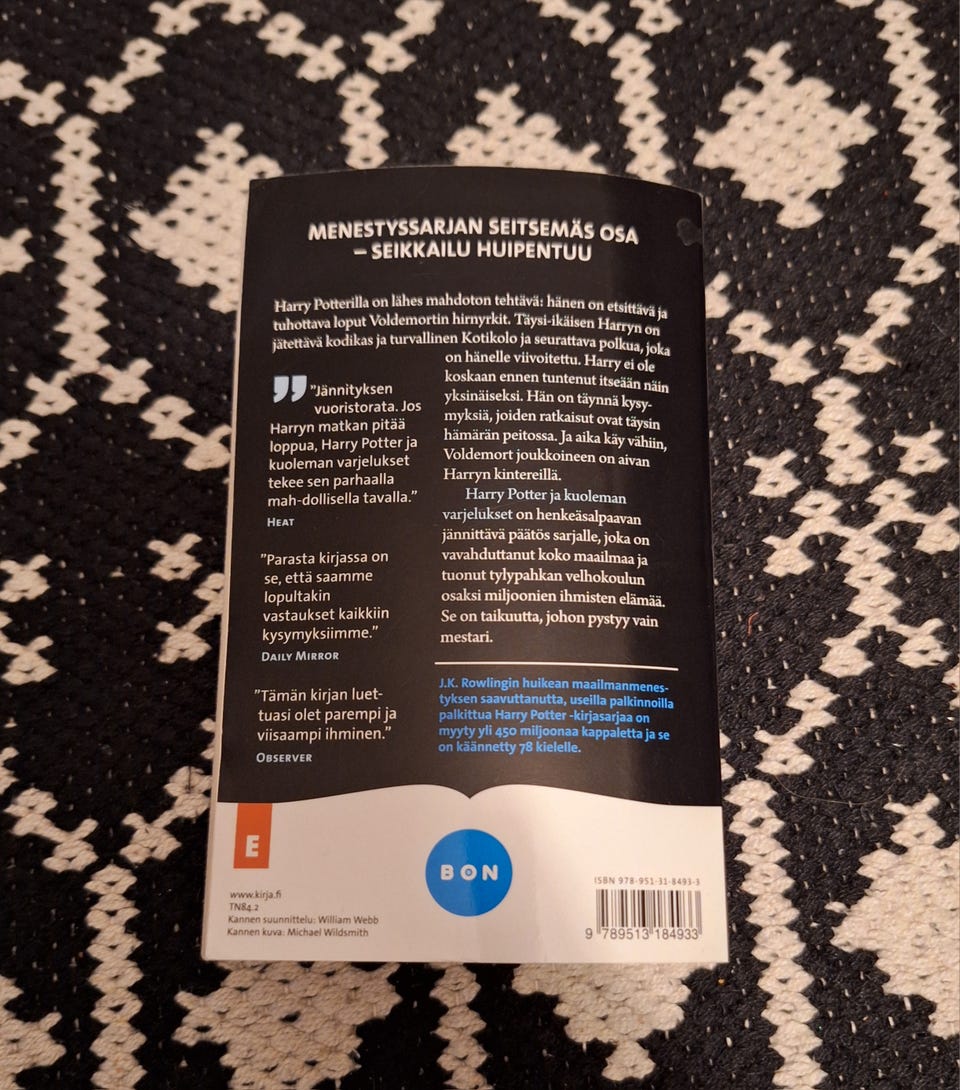 MENESTYSSARJAN SEITSEMÄS OSA
– SEIKKAILU HUIPENTUU
Harry Potterilla on lähes mahdoton tehtävä: hänen on etsittävä ja
tuhottava loput Voldemortin hirnyrkit. Täysi-ikäisen Harryn on
jätettävä kodikas ja turvallinen Kotikolo ja seurattava polkua, joka
on hänelle viivoitettu. Harry ei ole
koskaan ennen tuntenut itseään näin
yksinäiseksi. Hän on täynnä kysy-
myksiä, joiden ratkaisut ovat täysin
hämärän peitossa. Ja aika käy vähiin,
Voldemort joukkoineen on aivan
Harryn kintereillä.
Harry Potter ja kuoleman
varjelukset on henkeäsalpaavan
jännittävä päätös sarjalle, joka on
vavahduttanut koko maailmaa ja
tuonut tylypahkan velhokoulun
osaksi miljoonien ihmisten elämää.
Se on taikuutta, johon pystyy vain
mestari.
”Jännityksen
vuoristorata. Jos
Harryn matkan pitää
loppua, Harry Potter ja
kuoleman varjelukset
tekee sen parhaalla
mah-dollisella tavalla.”
HEAT
”Parasta kirjassa on
se, että saamme
lopultakin
vastaukset kaikkiin
kysymyksiimme.”
DAILY MIRROR
”Tämän kirjan luet-
tuasi olet parempi ja
viisaampi ihminen.”
OBSERVER
J.K. Rowlingin huikean maailmanmenes-
tyksen saavuttanutta, useilla palkinnoilla
palkittua Harry Potter -kirjasarjaa on
myyty yli 450 miljoonaa kappaletta ja se
on käännetty 78 kielelle.
E
BON
www.kirja.fi
TN84.2
Kannen suunnittelu: William Webb
Kannen kuva: Michael Wildsmith
ISBN 978-951-31-8493-3
9 789513 184933